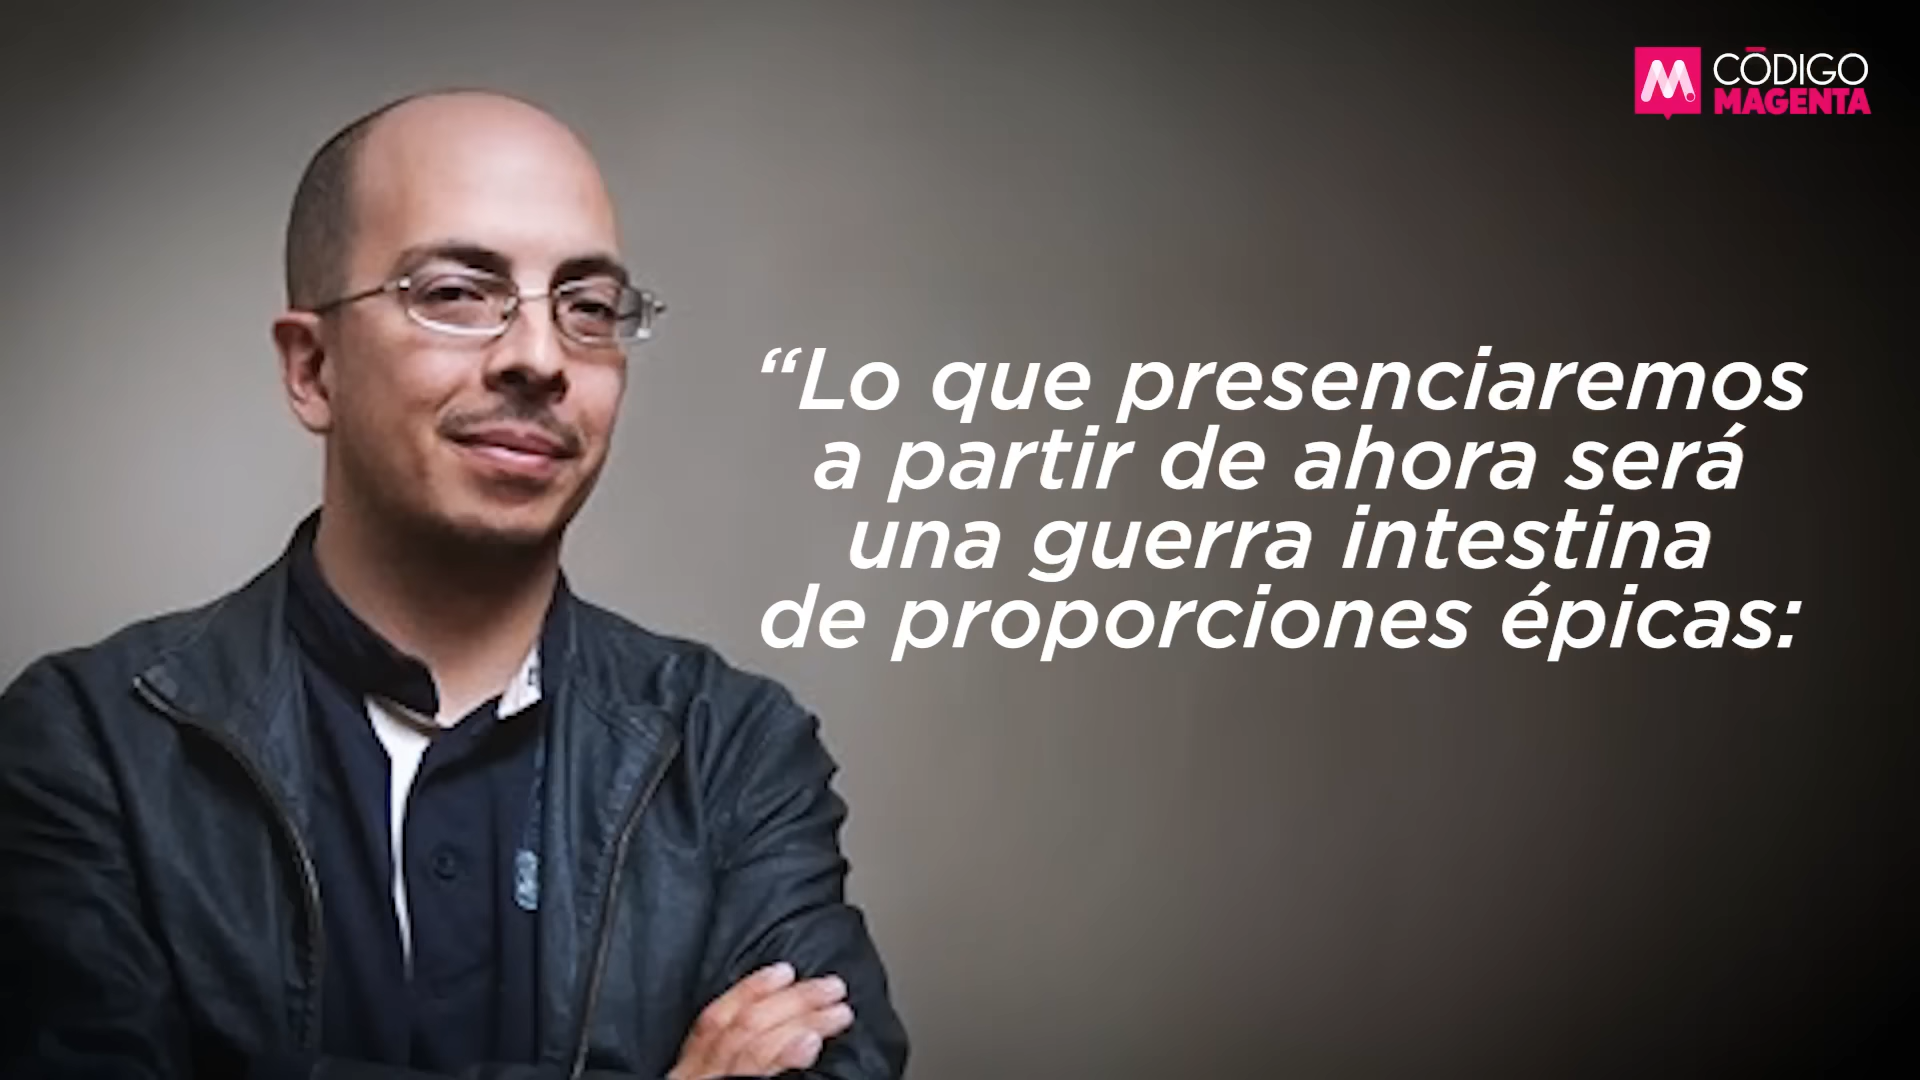 CÓDIGO
MAGENTA
“Lo que presenciaremos
a partir de ahora será
una guerra intestina
de proporciones épicas: